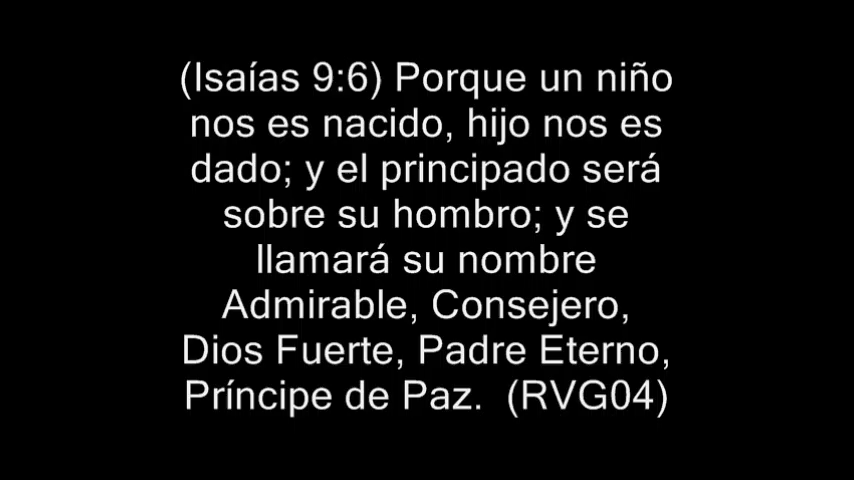 (Isaías 9:6) Porque un niño
nos es nacido, hijo nos es
dado; y el principado será
sobre su hombro; y se
llamará su nombre
Admirable, Consejero,
Dios Fuerte, Padre Eterno,
Príncipe de Paz.  (RVG04)